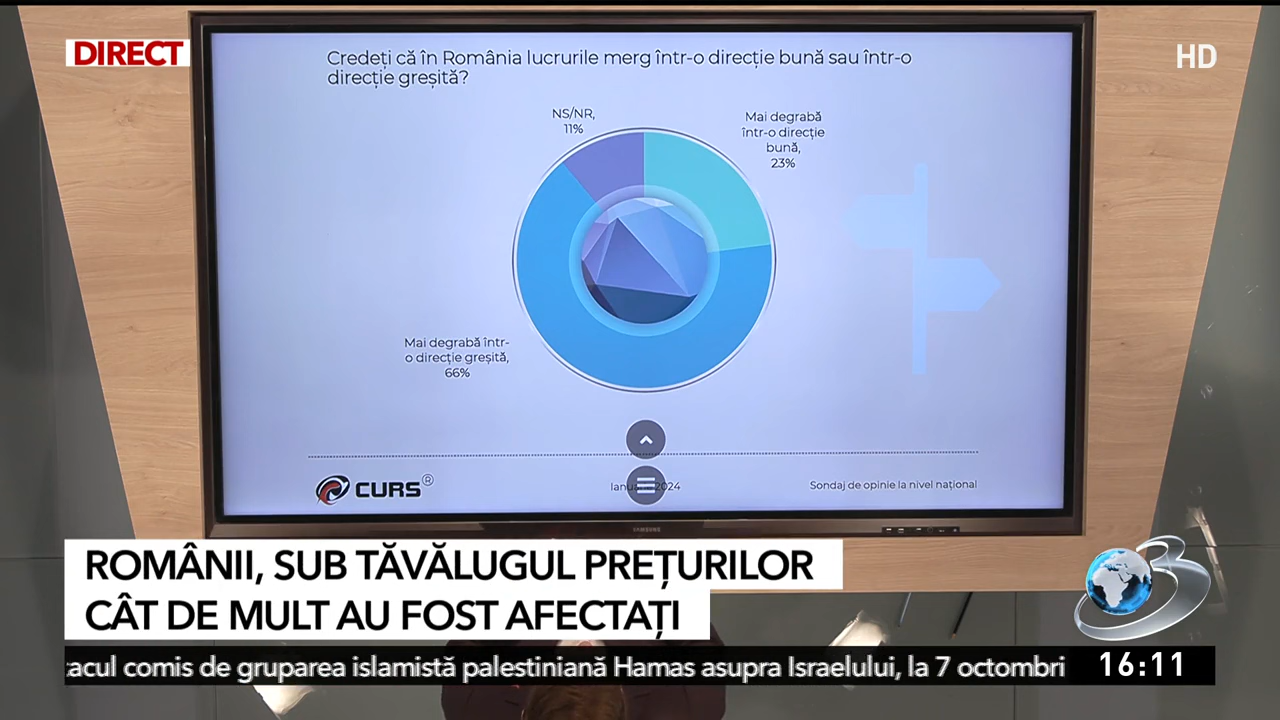 DIRECT
HD
Credeți că în România lucrurile merg într-o direcție bună sau într-o
direcție greșită?
NS/NR,
11%
Mai degrabă
într-o direcție
bună,
23%
Mai degrabă într-
o direcție greșită,
66%
CURS®
2024
Sondaj de opinie la nivel național
SAMSUNG
ROMÂNII, SUB TĂVĂLUGUL PREȚURILOR
CÂT DE MULT AU FOST AFECTAȚI
3
comis de gruparea islamistă palestiniană Hamas asupra Israelului, la 7 octombri
16:11